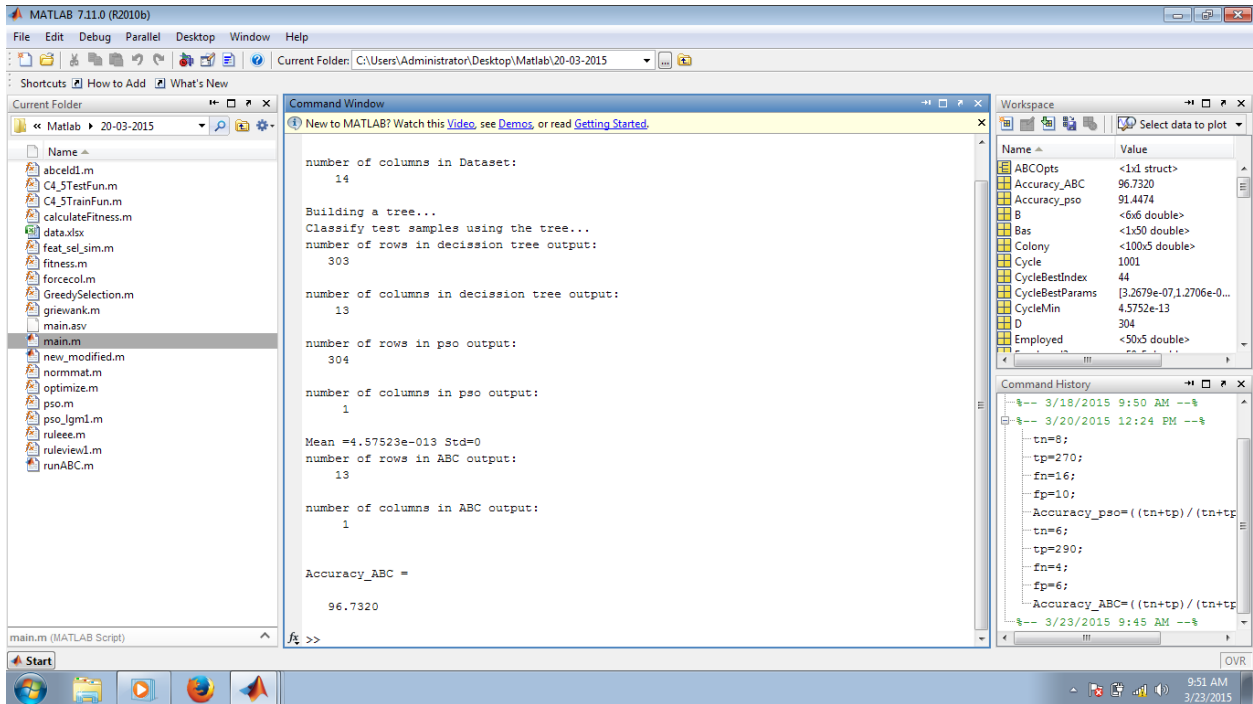 MATLAB 7.11.0 (R2010b)
File Edit Debug Parallel Desktop Window Help
Current Folder: C:\Users\Administrator\Desktop\Matlab\20-03-2015
Shortcuts How to Add What's New
Current Folder
« Matlab 20-03-2015
Name
abceld1.m
C4_5TestFun.m
C4_5TrainFun.m
calculateFitness.m
data.xlsx
feat_sel_sim.m
fitness.m
forcecol.m
GreedySelection.m
griewank.m
main.asv
main.m
new_modified.m
normmat.m
optimize.m
pso.m
pso_lgm1.m
ruleee.m
ruleview1.m
runABC.m
main.m (MATLAB Script)
Command Window
New to MATLAB? Watch this Video, see Demos, or read Getting Started.
number of columns in Dataset:
14
Building a tree...
Classify test samples using the tree...
number of rows in decission tree output:
303
number of columns in decission tree output:
13
number of rows in pso output:
304
number of columns in pso output:
1
Mean =4.57523e-013 Std=0
number of rows in ABC output:
13
number of columns in ABC output:
1
Accuracy_ABC =
96.7320
fx >>
Workspace
Select data to plot
Name Value
ABCOpts <1x1 struct>
Accuracy_ABC 96.7320
Accuracy_pso 91.4474
B <6x6 double>
Bas <1x50 double>
Colony <100x5 double>
Cycle 1001
CycleBestIndex 44
CycleBestParams [3.2679e-07,1.2706e-0...
CycleMin 4.5752e-13
D 304
Employed <50x5 double>
Command History
%-- 3/18/2015 9:50 AM --%
%-- 3/20/2015 12:24 PM --%
tn=8;
tp=270;
fn=16;
fp=10;
Accuracy_pso=((tn+tp)/(tn+tp
tn=6;
tp=290;
fn=4;
fp=6;
Accuracy_ABC=((tn+tp)/(tn+tp
%-- 3/23/2015 9:45 AM --%
Start
OVR
9:51 AM
3/23/2015